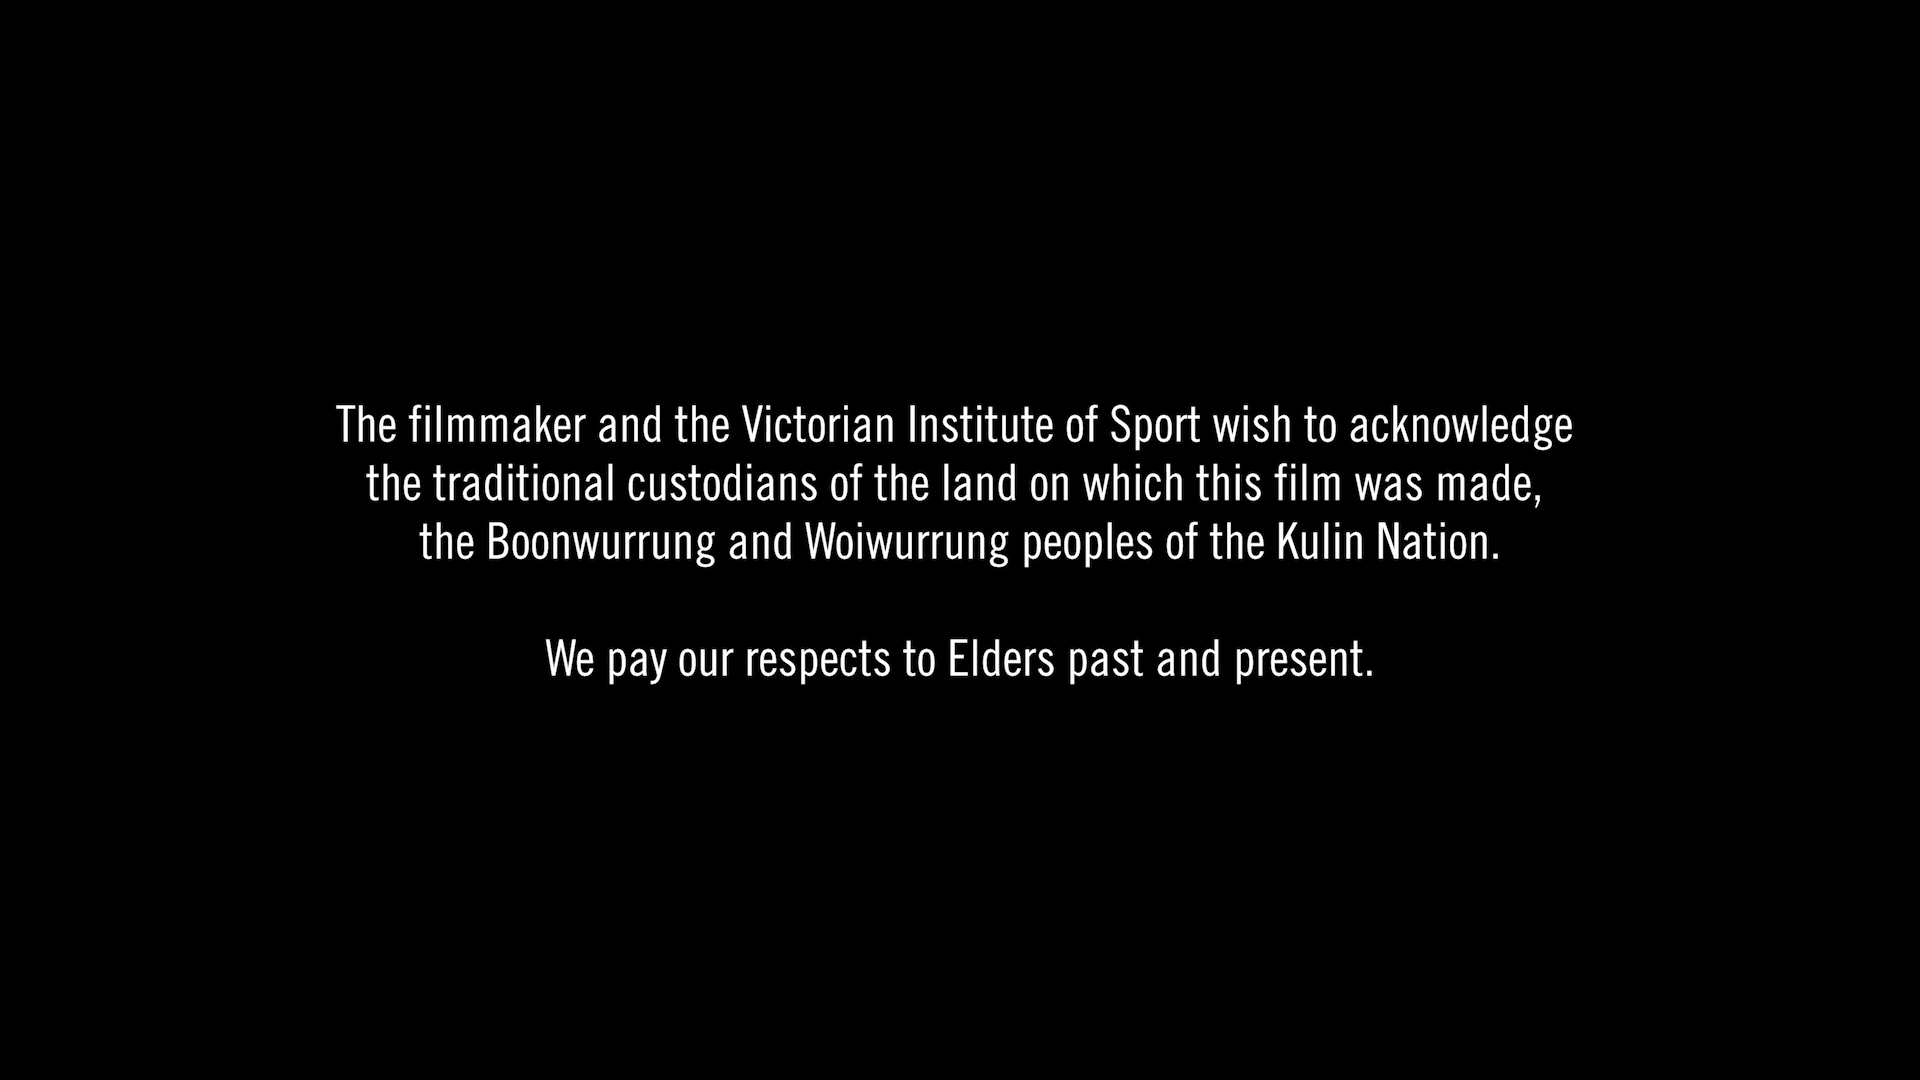 The filmmaker and the Victorian Institute of Sport wish to acknowledge
the traditional custodians of the land on which this film was made,
the Boonwurrung and Woiwurrung peoples of the Kulin Nation.
We pay our respects to Elders past and present.